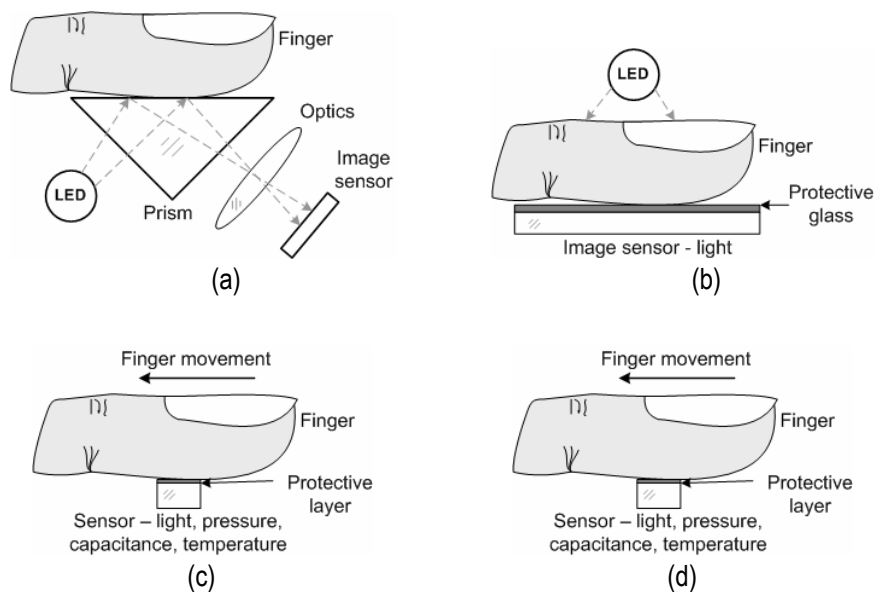 Finger
Optics
LED
Image
sensor
Prism
(a)
LED
Finger
Protective
glass
Image sensor - light
(b)
Finger movement
Finger
Protective
layer
Sensor – light, pressure,
capacitance, temperature
(c)
Finger movement
Finger
Protective
layer
Sensor – light, pressure,
capacitance, temperature
(d)